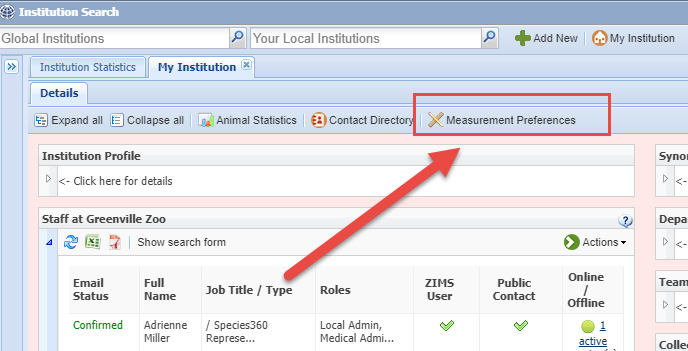 Institution Search
Global Institutions Your Local Institutions Add New My Institution
Institution Statistics My Institution
Details
Expand all Collapse all Animal Statistics Contact Directory Measurement Preferences
Institution Profile Syno
<- Click here for details <-
Staff at Greenville Zoo Depa
Show search form Actions <-
Email Status Full Name Job Title / Type Roles ZIMS User Public Contact Online / Offline Team
<-
Confirmed Adrienne Miller / Species360 Represe... Local Admin, Medical Admi... 1 active Collec